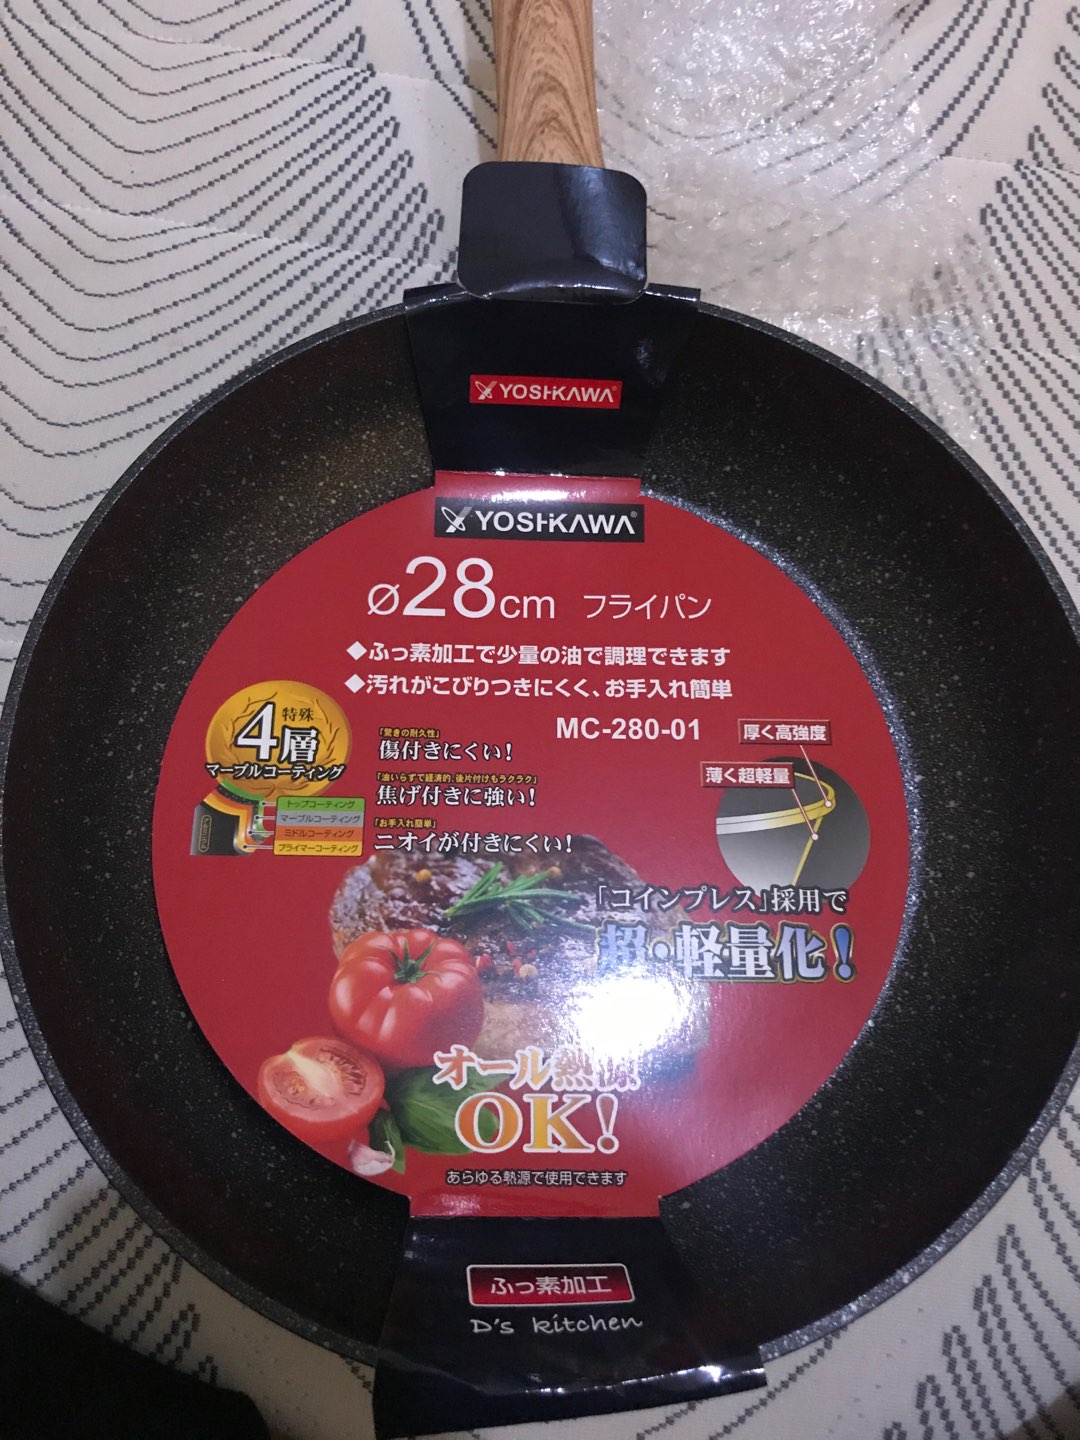 YOSHIKAWA
YOSHIKAWA
ø28cm フライパン
◆ふっ素加工で少量の油で調理できます
◆汚れがこびりつきにくく、お手入れ簡単
MC-280-01
特殊
4層
マーブルコーティング
トップコーティング
マーブルコーティング
ミドルコーティング
プライマーコーティング
「驚きの耐久性」
傷付きにくい!
「油いらずで経済的、後片付けもラクラク」
焦げ付きに強い!
「お手入れ簡単」
ニオイが付きにくい!
厚く高強度
薄く超軽量
「コインプレス」採用で
超・軽量化!
オール熱源
OK!
あらゆる熱源で使用できます
ふっ素加工
D's kitchen